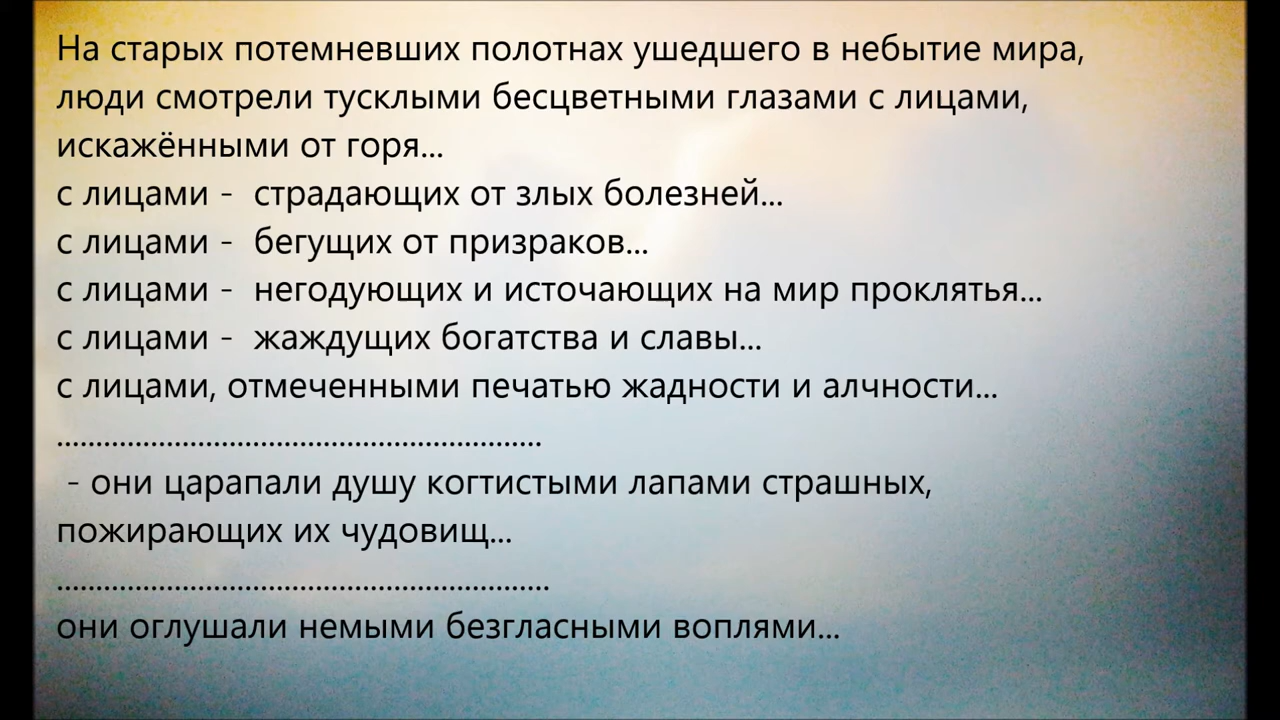 На старых потемневших полотнах ушедшего в небытие мира,
люди смотрели тусклыми бесцветными глазами с лицами,
искажёнными от горя...
с лицами -  страдающих от злых болезней...
с лицами -  бегущих от призраков...
с лицами -  негодующих и источающих на мир проклятья...
с лицами -  жаждущих богатства и славы...
с лицами, отмеченными печатью жадности и алчности...
..............................................................
- они царапали душу когтистыми лапами страшных,
пожирающих их чудовищ...
...............................................................
они оглушали немыми безгласными воплями...